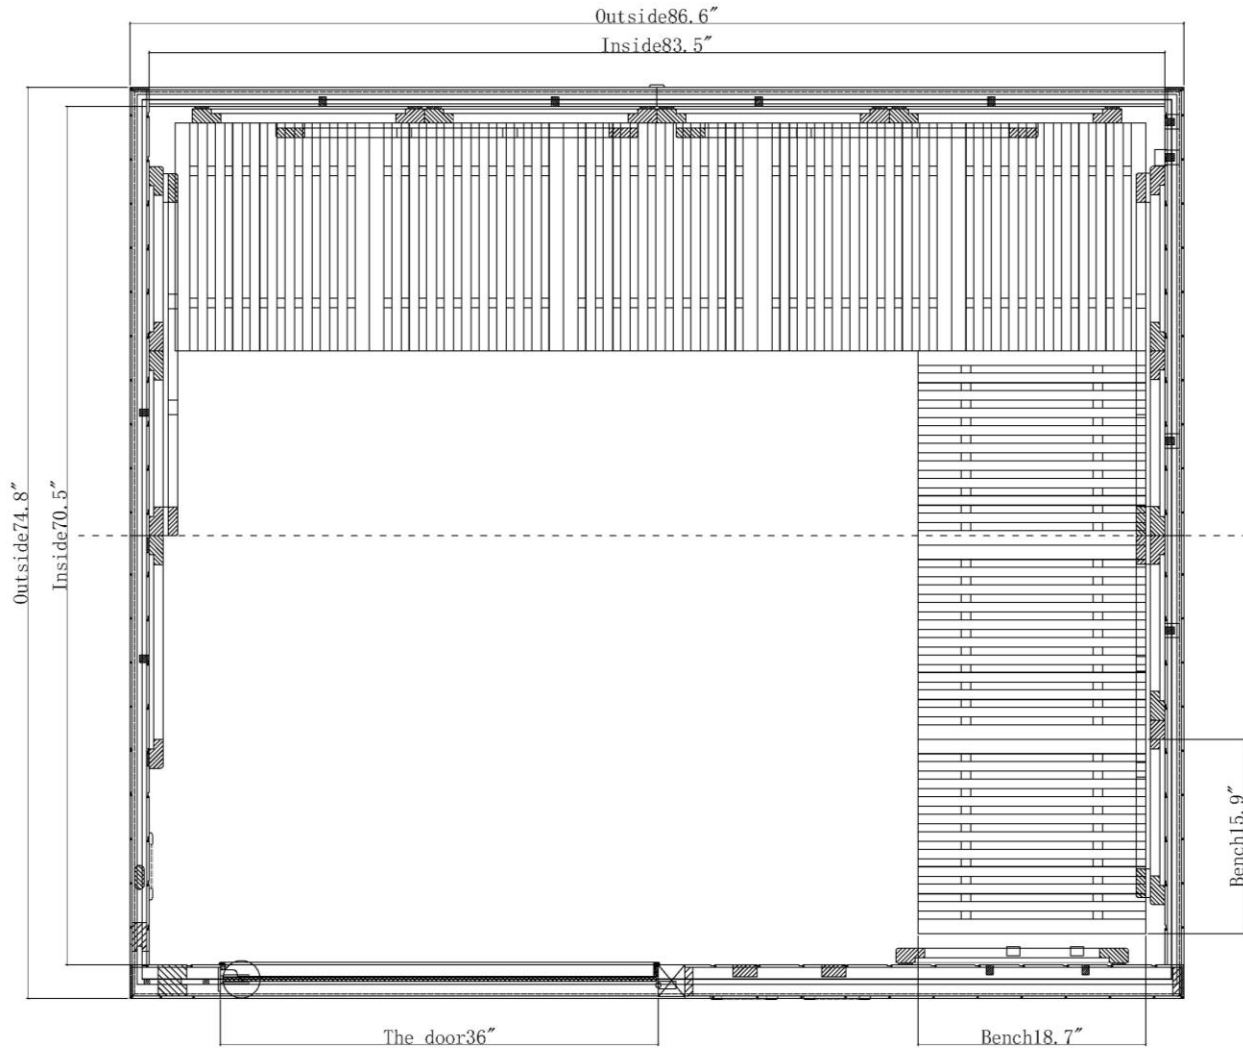 Outside86.6″
Inside83.5″
Outside74.8″
Inside70.5″
Bench15.9″
The door36″
Bench18.7″